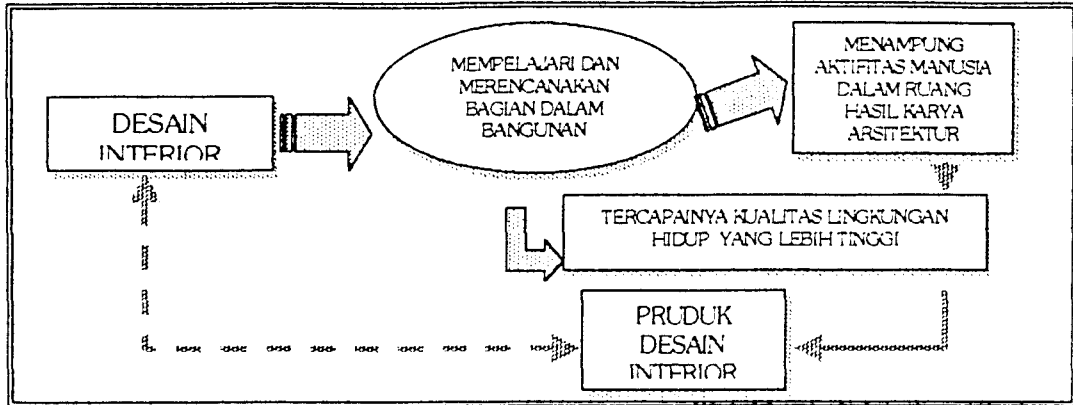 DESAIN
INTERIOR
MEMPELAJARI DAN
MERENCANAKAN
BAGIAN DALAM
BANGUNAN
MENAMPUNG
AKTIFITAS MANUSIA
DALAM RUANG
HASIL KARYA
ARSITEKTUR
TERCAPAINYA KUALITAS LINGKUNGAN
HIDUP YANG LEBIH TINGGI
PRUDUK
DESAIN
INTERIOR